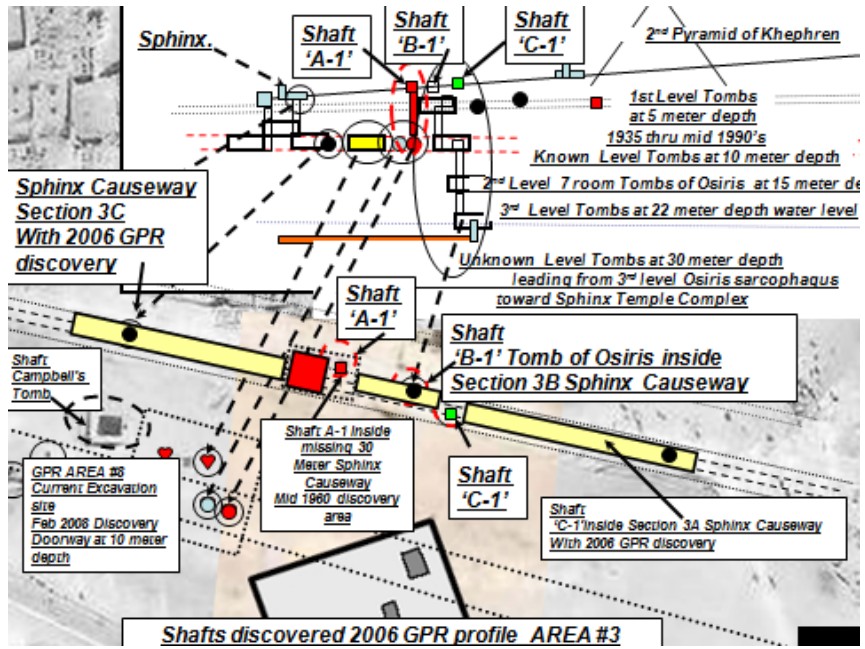 Sphinx.
Shaft
'A-1'
Shaft
'B-1'
Shaft
'C-1'
2nd Pyramid of Khephren
1st Level Tombs
at 5 meter depth
1935 thru mid 1990's
Known Level Tombs at 10 meter depth
2nd Level 7 room Tombs of Osiris at 15 meter de
3rd Level Tombs at 22 meter depth water level
Unknown Level Tombs at 30 meter depth
leading from 3rd level Osiris sarcophagus
toward Sphinx Temple Complex
Sphinx Causeway
Section 3C
With 2006 GPR
discovery
Shaft
'A-1'
Shaft
'B-1' Tomb of Osiris inside
Section 3B Sphinx Causeway
Shaft
Campbell's
Tomb
GPR AREA #8
Current Excavation
site
Feb 2008 Discovery
Doorway at 10 meter
depth
Shaft A-1 Inside
missing 30
Meter Sphinx
Causeway
Mid 1960 discovery
area
Shaft
'C-1'
Shaft
'C-1'inside Section 3A Sphinx Causeway
With 2006 GPR discovery
Shafts discovered 2006 GPR profile AREA #3